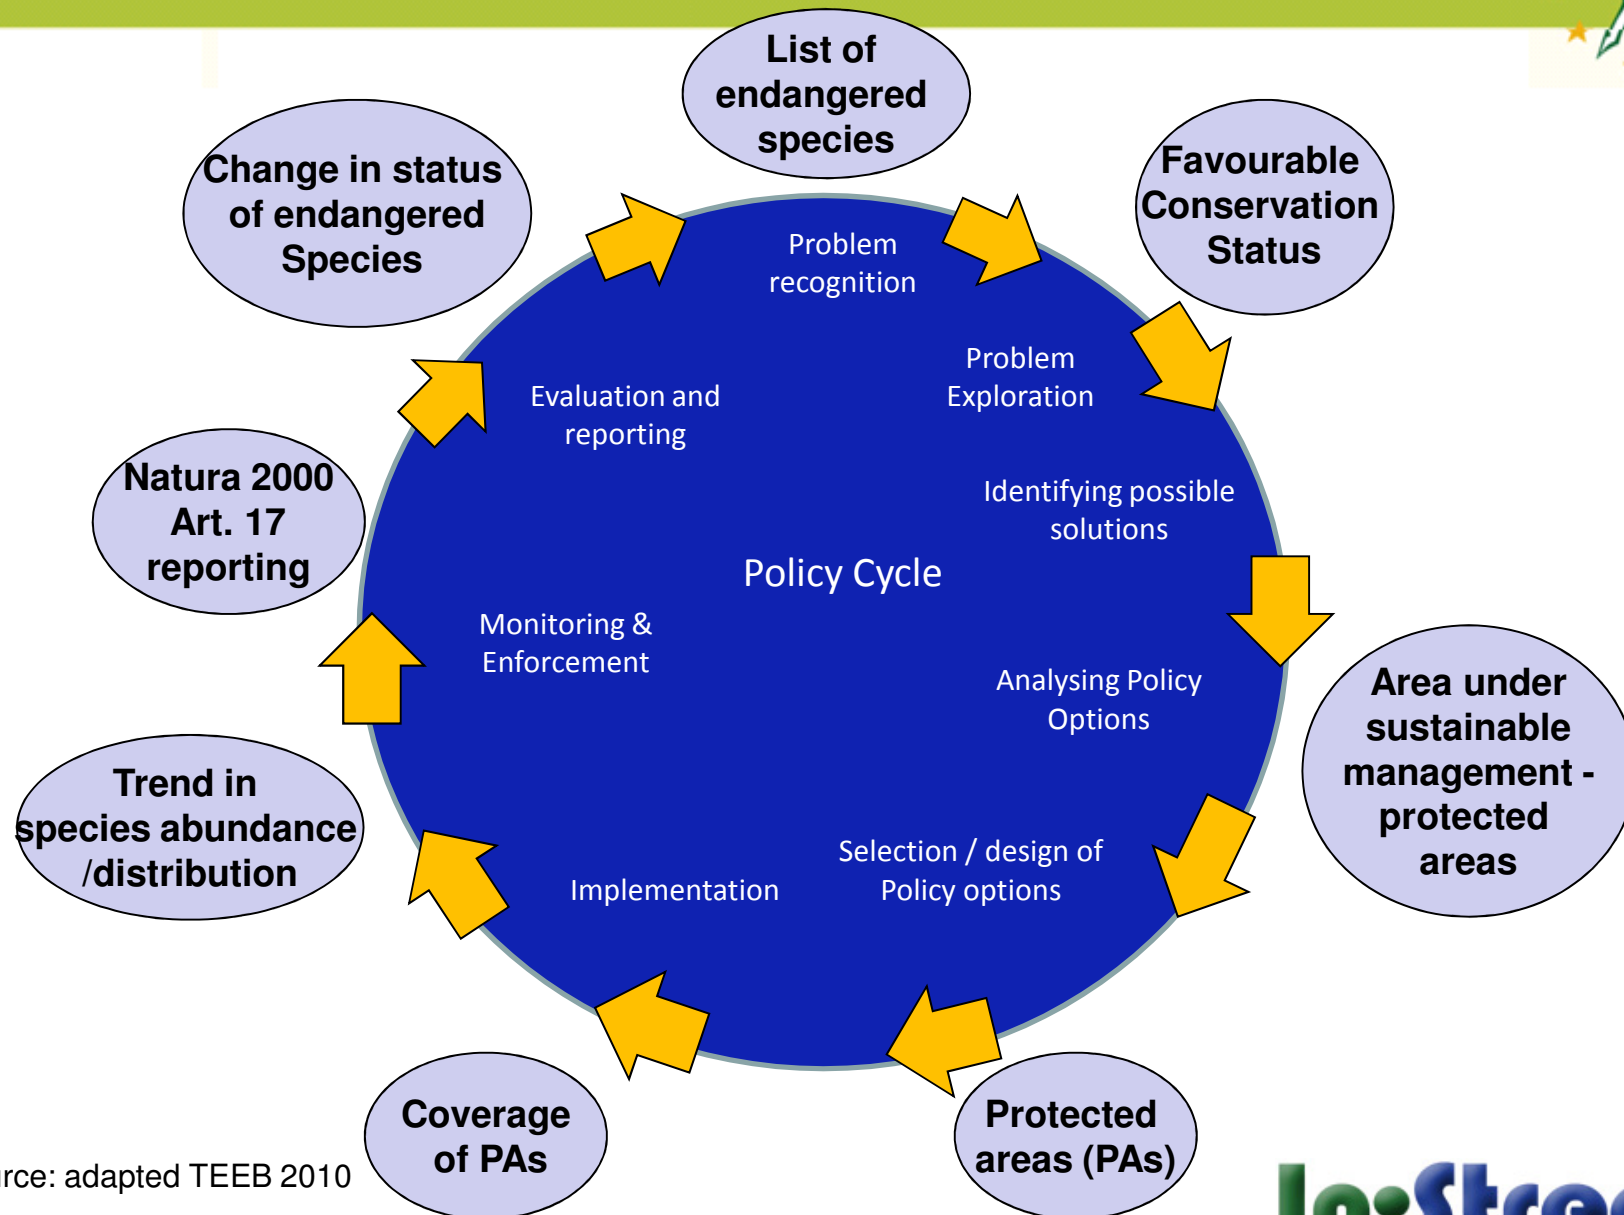 List of
endangered
species
Change in status
of endangered
Species
Favourable
Conservation
Status
Problem
recognition
Problem
Exploration
Evaluation and
reporting
Natura 2000
Art. 17
reporting
Identifying possible
solutions
Policy Cycle
Monitoring &
Enforcement
Analysing Policy
Options
Area under
sustainable
management -
protected
areas
Trend in
species abundance
/distribution
Selection / design of
Policy options
Implementation
Coverage
of PAs
Protected
areas (PAs)
urce: adapted TEEB 2010